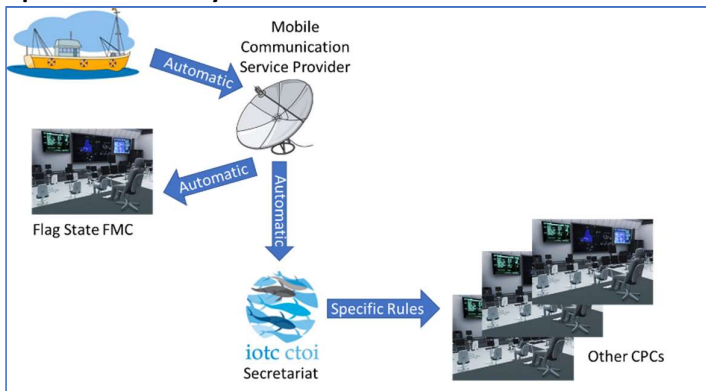 Mobile
Communication
Service Provider
Automatic
Automatic
Automatic
Flag State FMC
iotc ctoi
Secretariat
Specific Rules
Other CPCs